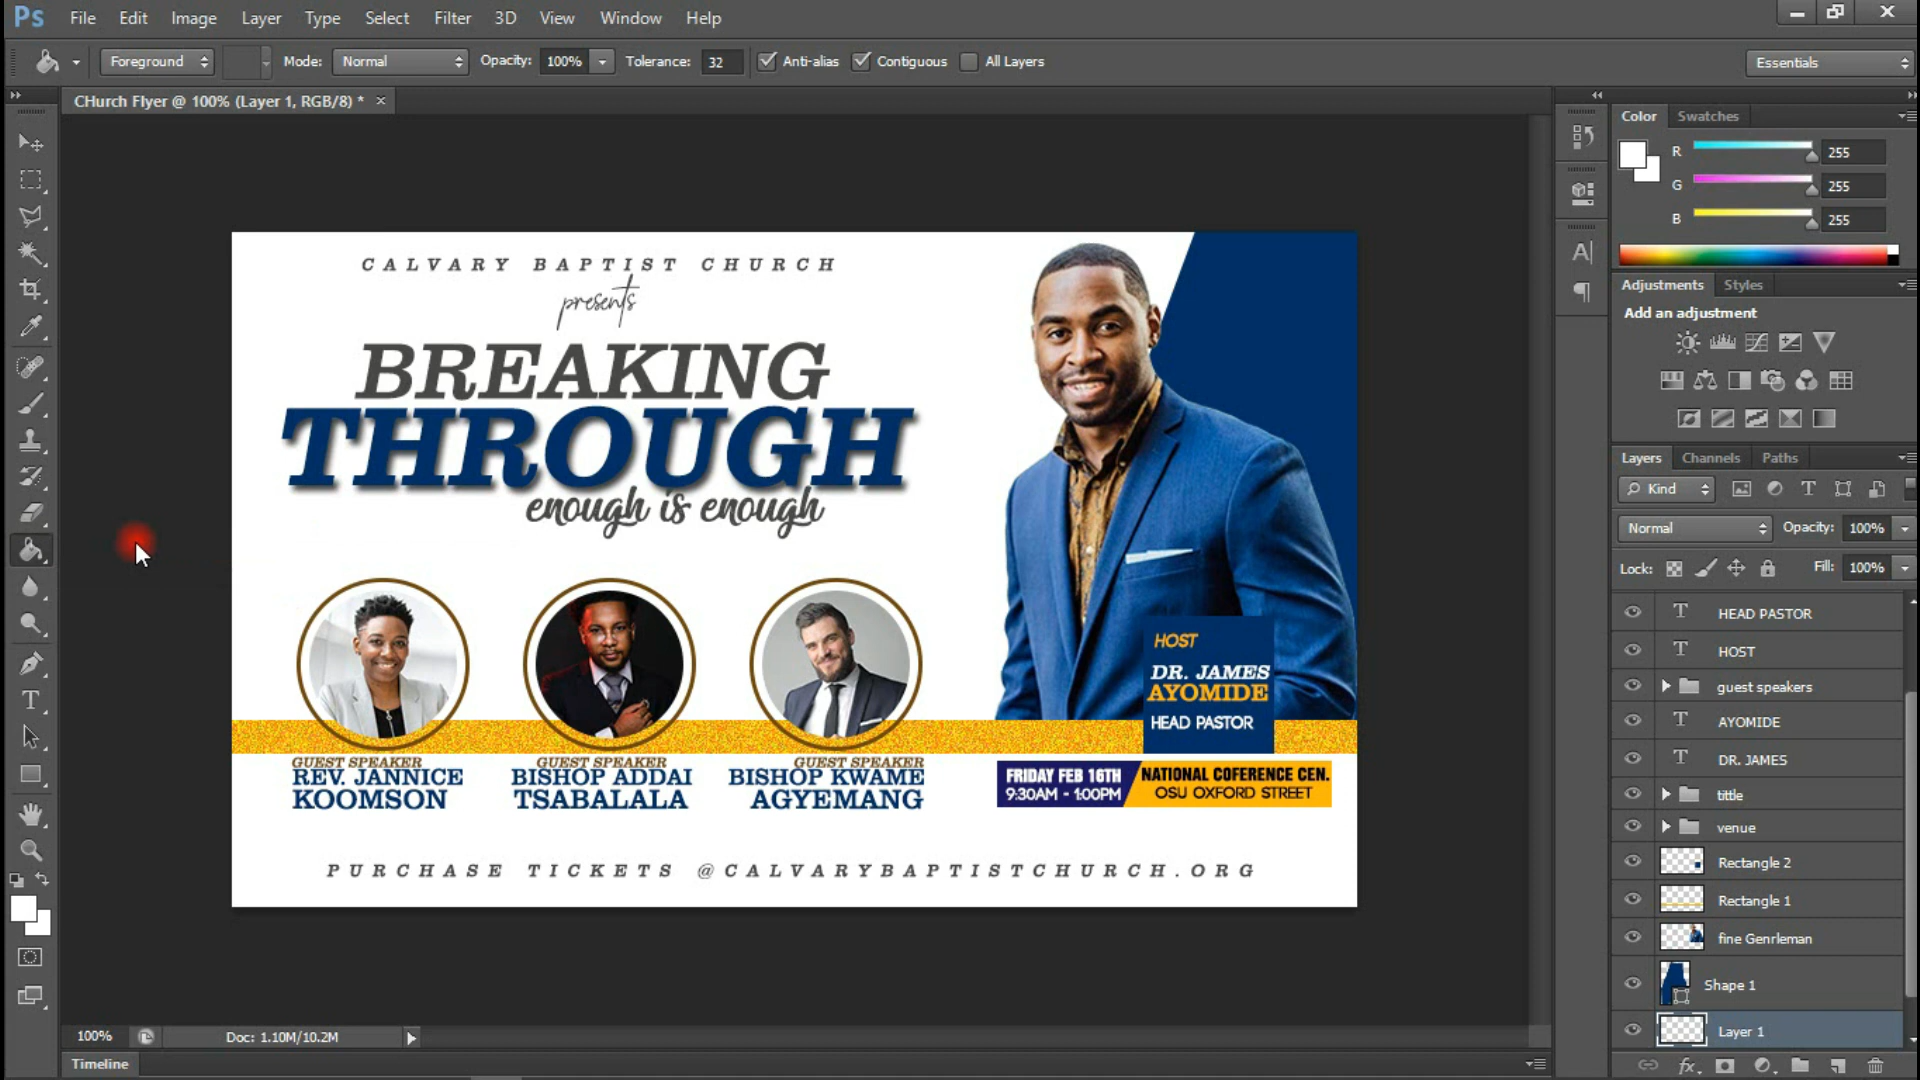 Ps File Edit Image Layer Type Select Filter 3D View Window Help
Foreground Mode: Normal Opacity: 100% Tolerance: 32 Anti-alias Contiguous All Layers Essentials
CHurch Flyer @ 100% (Layer 1, RGB/8) * ×
CALVARY BAPTIST CHURCH
presents
BREAKING
THROUGH
enough is enough
HOST
DR. JAMES
AYOMIDE
HEAD PASTOR
GUEST SPEAKER
REV. JANNICE
KOOMSON
GUEST SPEAKER
BISHOP ADDAI
TSABALALA
GUEST SPEAKER
BISHOP KWAME
AGYEMANG
FRIDAY FEB 16TH
9:30AM - 1:00PM
NATIONAL COFERENCE CEN.
OSU OXFORD STREET
PURCHASE TICKETS @CALVARYBAPTISTCHURCH.ORG
100% Doc: 1.10M/10.2M
Timeline
Color Swatches
R 255
G 255
B 255
Adjustments Styles
Add an adjustment
Layers Channels Paths
Kind
Normal Opacity: 100%
Lock: Fill: 100%
HEAD PASTOR
HOST
guest speakers
AYOMIDE
DR. JAMES
tittle
venue
Rectangle 2
Rectangle 1
fine Genrleman
Shape 1
Layer 1